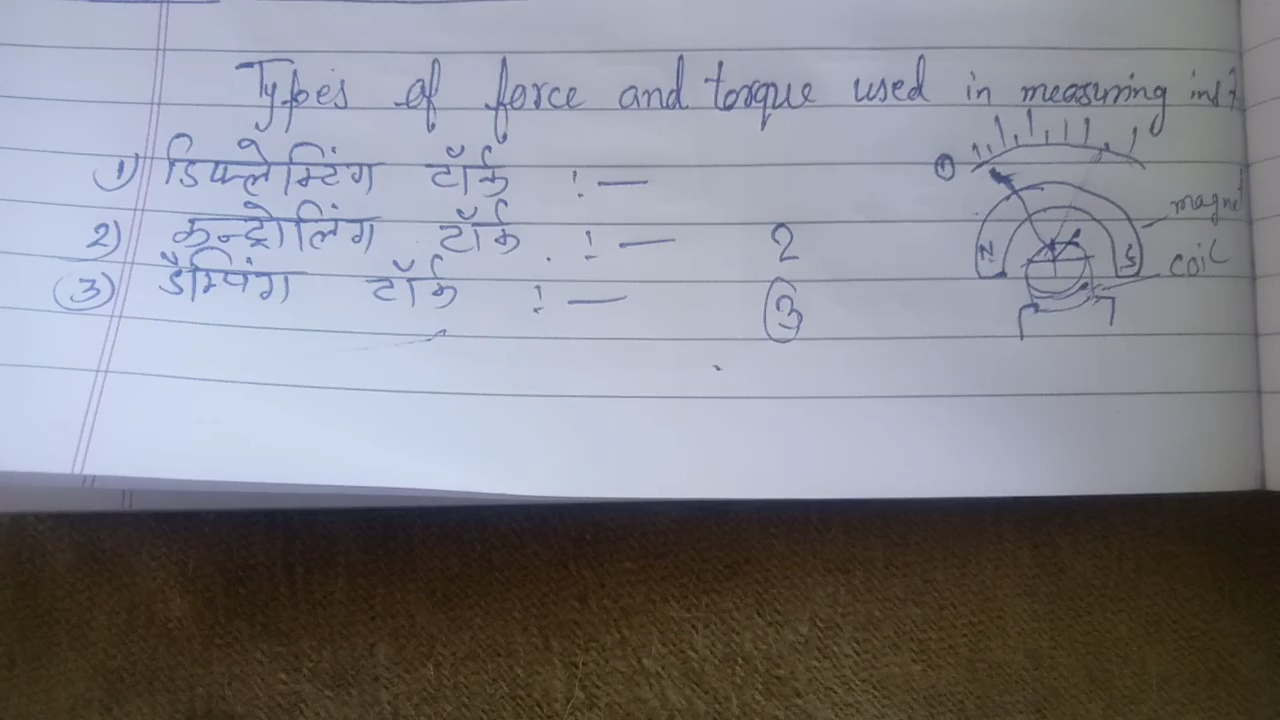 Types of force and torque used in measuring inst
1) डिफ्लेक्टिंग टॉर्क :—
2) कन्ट्रोलिंग टॉर्क :— 2
(3) डैम्पिंग टॉर्क :— (3)
magnet
N S
coil